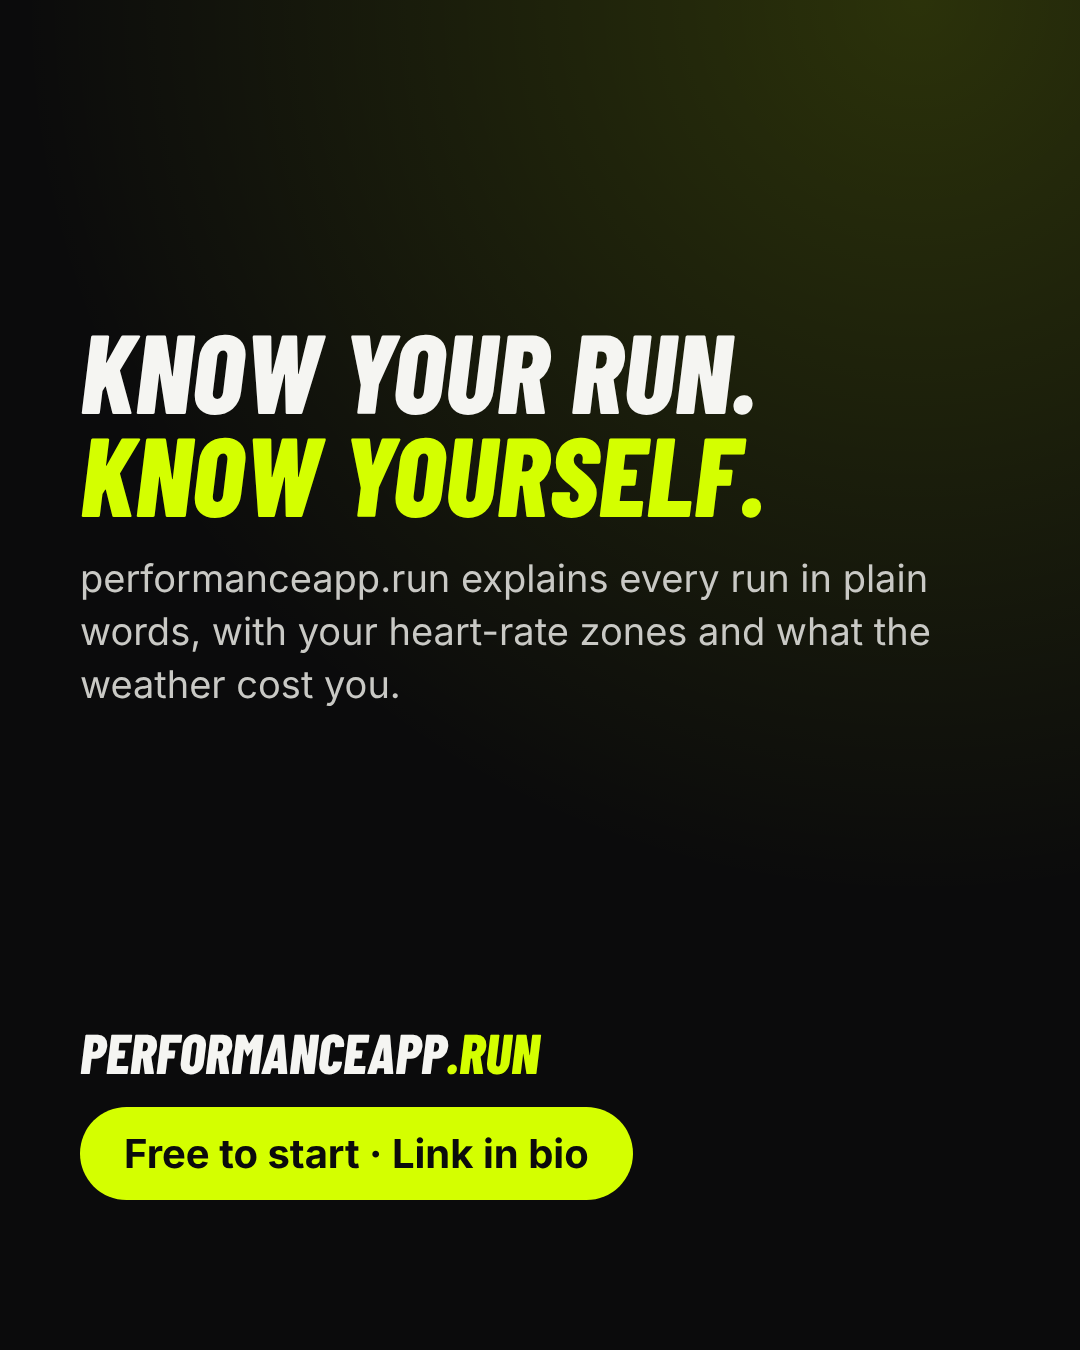 KNOW YOUR RUN.
KNOW YOURSELF.
performanceapp.run explains every run in plain
words, with your heart-rate zones and what the
weather cost you.
PERFORMANCEAPP.RUN
Free to start · Link in bio